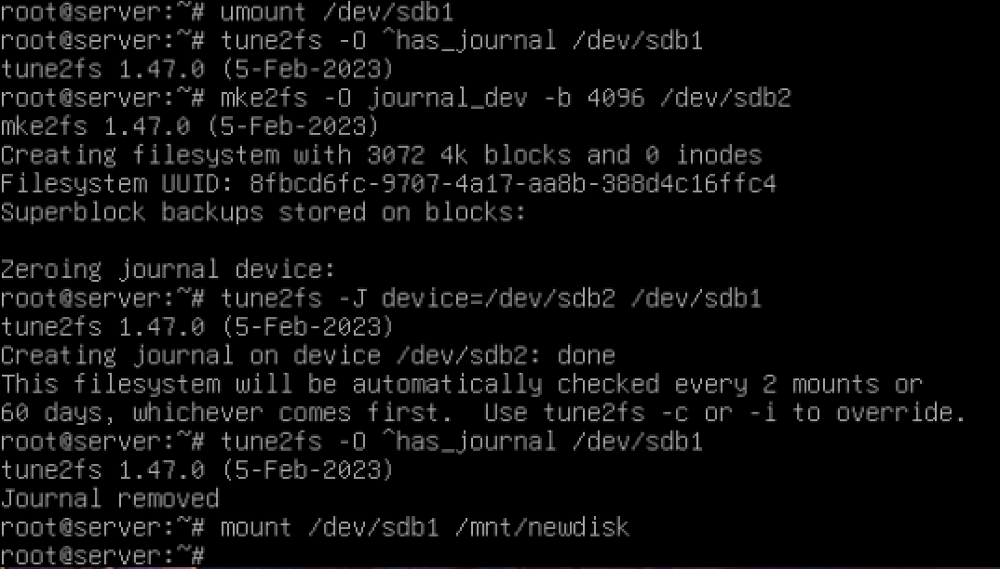 root@server:~# umount /dev/sdb1
root@server:~# tune2fs -O ^has_journal /dev/sdb1
tune2fs 1.47.0 (5-Feb-2023)
root@server:~# mke2fs -O journal_dev -b 4096 /dev/sdb2
mke2fs 1.47.0 (5-Feb-2023)
Creating filesystem with 3072 4k blocks and 0 inodes
Filesystem UUID: 8fbcd6fc-9707-4a17-aa8b-388d4c16ffc4
Superblock backups stored on blocks:

Zeroing journal device:
root@server:~# tune2fs -J device=/dev/sdb2 /dev/sdb1
tune2fs 1.47.0 (5-Feb-2023)
Creating journal on device /dev/sdb2: done
This filesystem will be automatically checked every 2 mounts or
60 days, whichever comes first.  Use tune2fs -c or -i to override.
root@server:~# tune2fs -O ^has_journal /dev/sdb1
tune2fs 1.47.0 (5-Feb-2023)
Journal removed
root@server:~# mount /dev/sdb1 /mnt/newdisk
root@server:~#